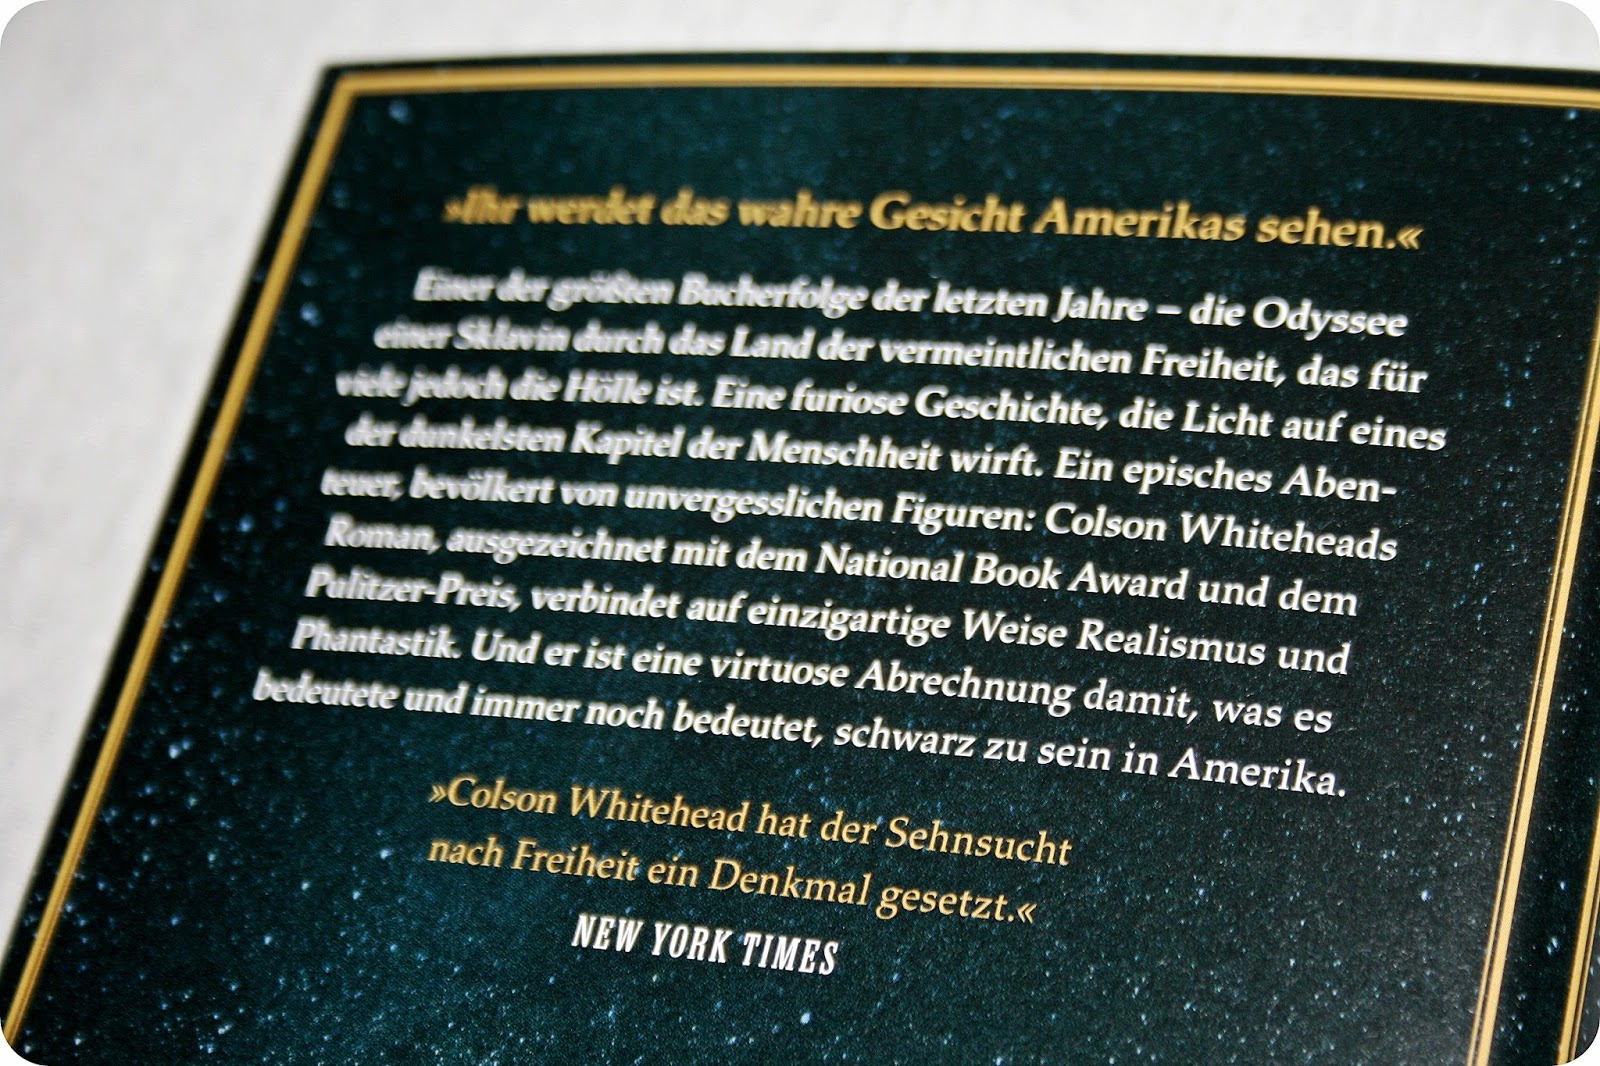 »Ihr werdet das wahre Gesicht Amerikas sehen.«
Einer der größten Bucherfolge der letzten Jahre – die Odyssee
einer Sklavin durch das Land der vermeintlichen Freiheit, das für
viele jedoch die Hölle ist. Eine furiose Geschichte, die Licht auf eines
der dunkelsten Kapitel der Menschheit wirft. Ein episches Aben-
teuer, bevölkert von unvergesslichen Figuren: Colson Whiteheads
Roman, ausgezeichnet mit dem National Book Award und dem
Pulitzer-Preis, verbindet auf einzigartige Weise Realismus und
Phantastik. Und er ist eine virtuose Abrechnung damit, was es
bedeutete und immer noch bedeutet, schwarz zu sein in Amerika.
»Colson Whitehead hat der Sehnsucht
nach Freiheit ein Denkmal gesetzt.«
NEW YORK TIMES